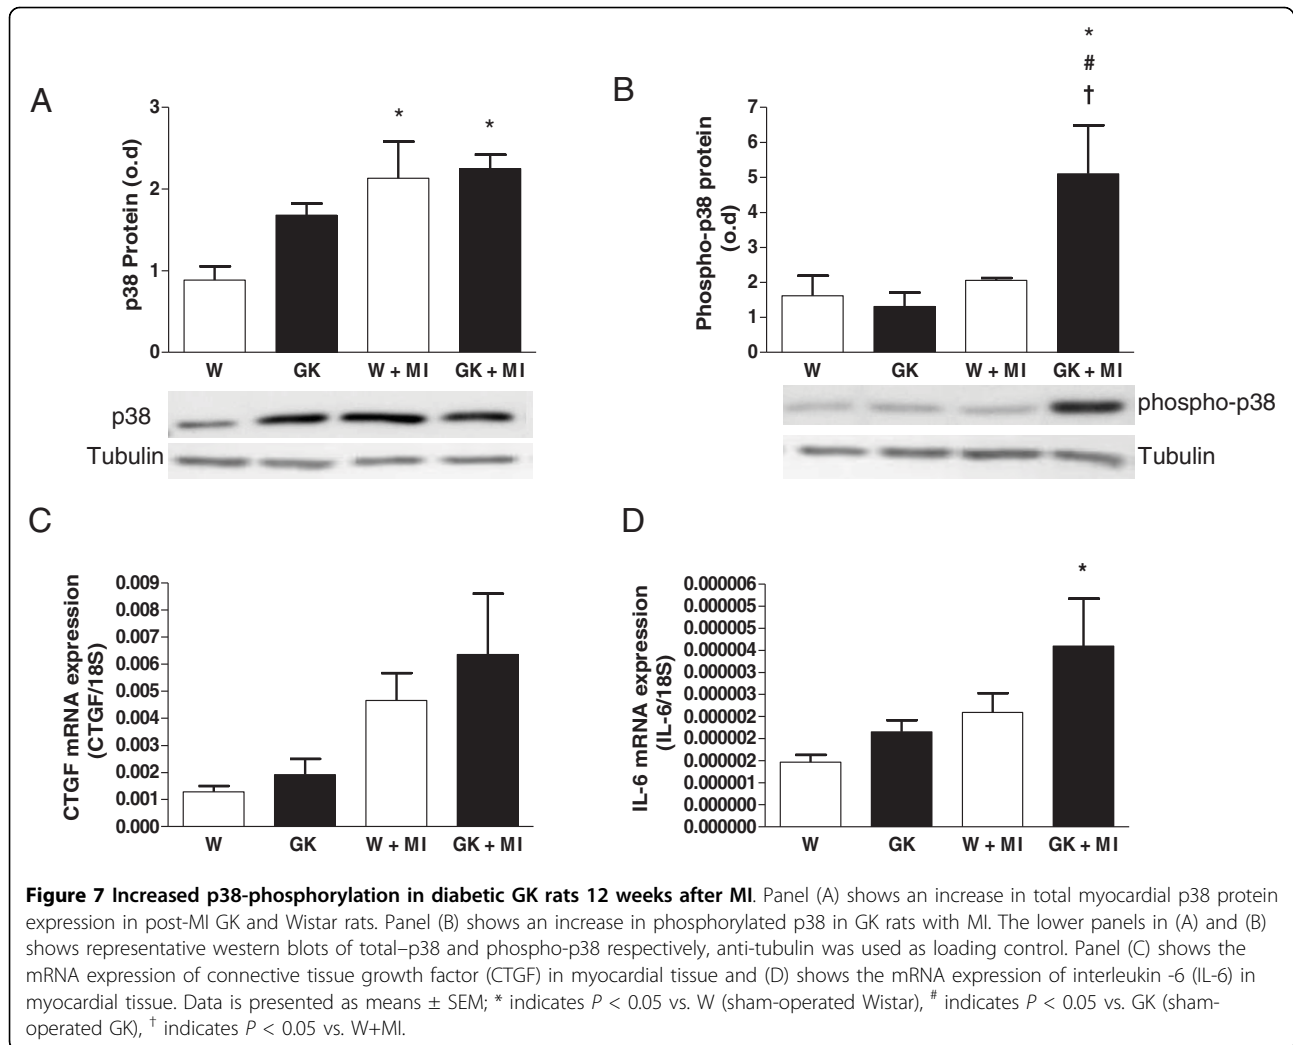 A
p38 Protein (o.d)
3
2
1
0
*
*
W GK W + MI GK + MI
p38
Tubulin
B
Phospho-p38 protein
(o.d)
7
6
5
4
3
2
1
0
*
#
†
W GK W + MI GK + MI
phospho-p38
Tubulin
C
CTGF mRNA expression
(CTGF/18S)
0.009
0.008
0.007
0.006
0.005
0.004
0.003
0.002
0.001
0.000
W GK W + MI GK + MI
D
IL-6 mRNA expression
(IL-6/18S)
0.000006
0.000005
0.000005
0.000004
0.000003
0.000003
0.000002
0.000002
0.000002
0.000001
0.000000
0.000000
*
W GK W + MI GK + MI
Figure 7 Increased p38-phosphorylation in diabetic GK rats 12 weeks after MI. Panel (A) shows an increase in total myocardial p38 protein
expression in post-MI GK and Wistar rats. Panel (B) shows an increase in phosphorylated p38 in GK rats with MI. The lower panels in (A) and (B)
shows representative western blots of total–p38 and phospho-p38 respectively, anti-tubulin was used as loading control. Panel (C) shows the
mRNA expression of connective tissue growth factor (CTGF) in myocardial tissue and (D) shows the mRNA expression of interleukin -6 (IL-6) in
myocardial tissue. Data is presented as means ± SEM; * indicates P < 0.05 vs. W (sham-operated Wistar), # indicates P < 0.05 vs. GK (sham-
operated GK), † indicates P < 0.05 vs. W+MI.